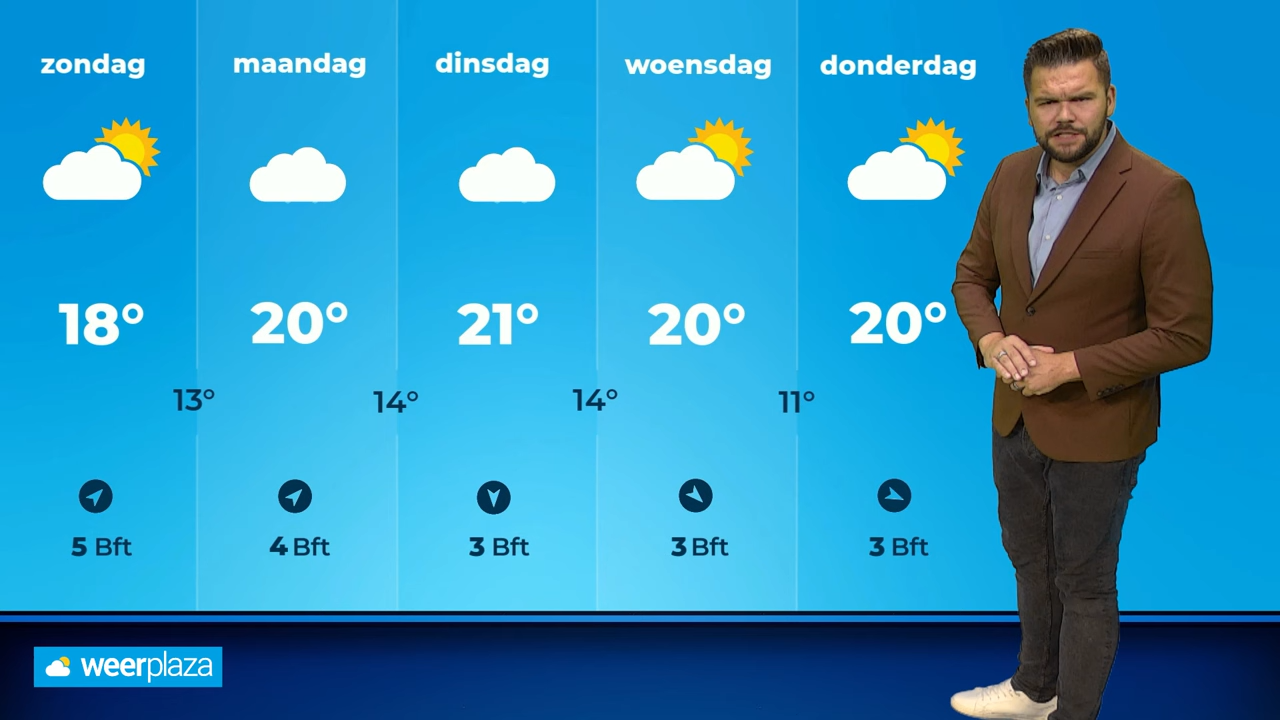 zondag maandag dinsdag woensdag donderdag
18° 20° 21° 20° 20°
13° 14° 14° 11°
5 Bft 4 Bft 3 Bft 3 Bft 3 Bft
weerplaza